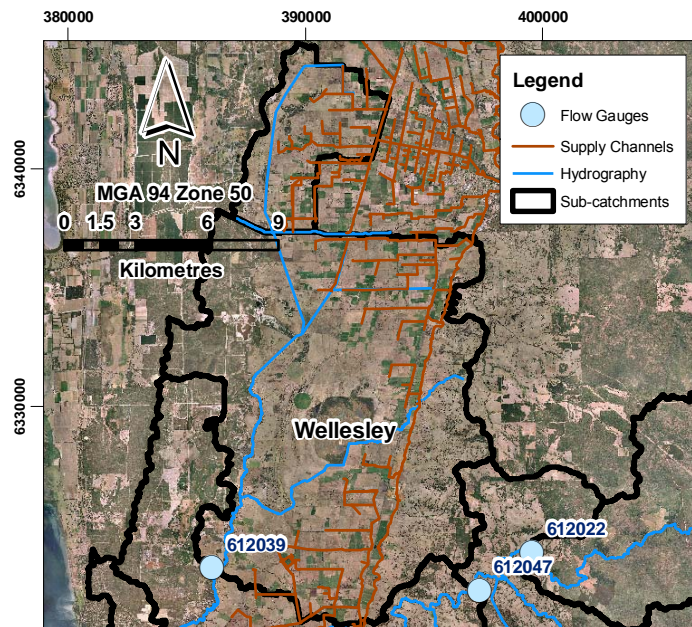 380000 390000 400000
Legend
Flow Gauges
Supply Channels
Hydrography
Sub-catchments
6340000
N
MGA 94 Zone 50
0 1.5 3 6 9
Kilometres
6330000
Wellesley
612039
612022
612047